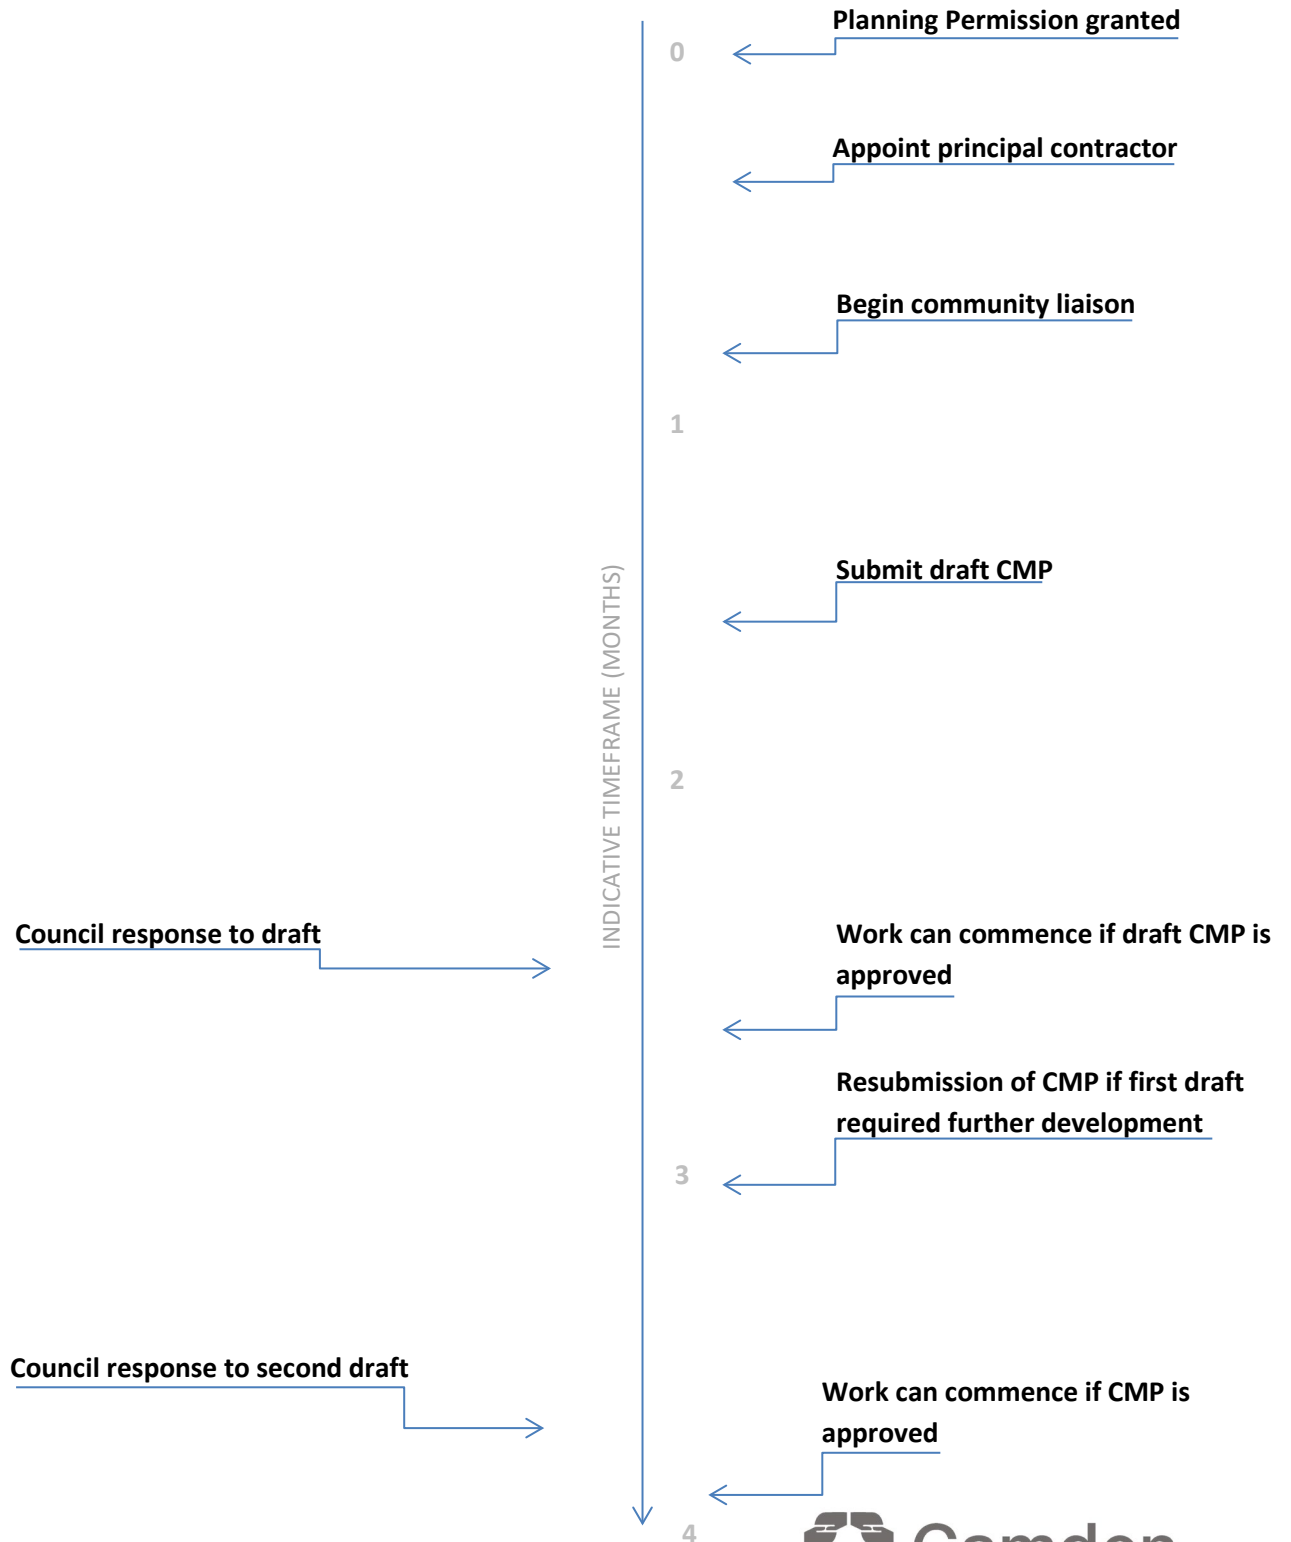 Planning Permission granted
0
Appoint principal contractor
Begin community liaison
1
Submit draft CMP
INDICATIVE TIMEFRAME (MONTHS)
2
Council response to draft
Work can commence if draft CMP is
approved
Resubmission of CMP if first draft
required further development
3
Council response to second draft
Work can commence if CMP is
approved
4
Camden